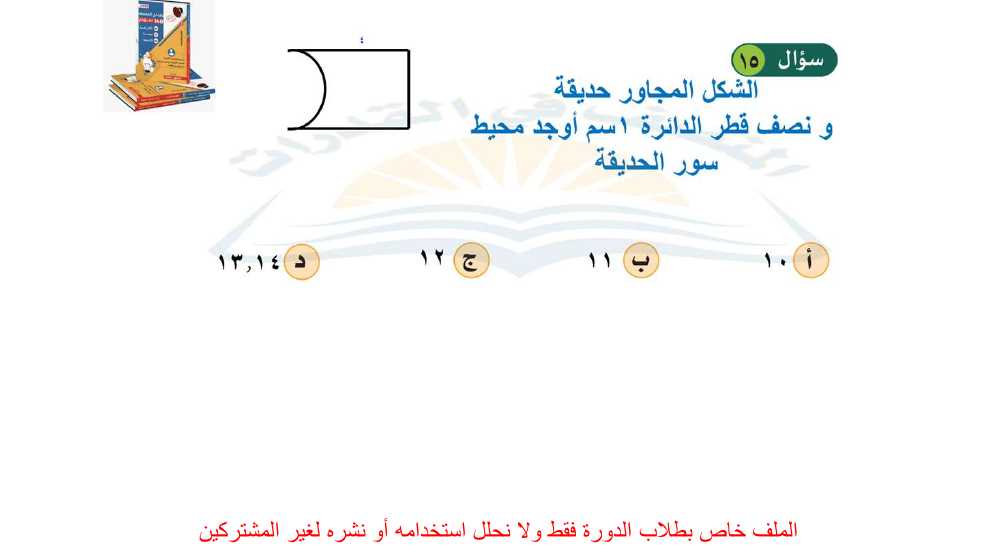 سؤال ١٥
الشكل المجاور حديقة
و نصف قطر الدائرة ١سم أوجد محيط
سور الحديقة
٤
أ ١٠
ب ١١
ج ١٢
د ١٣,١٤
الملف خاص بطلاب الدورة فقط ولا نحلل استخدامه أو نشره لغير المشتركين